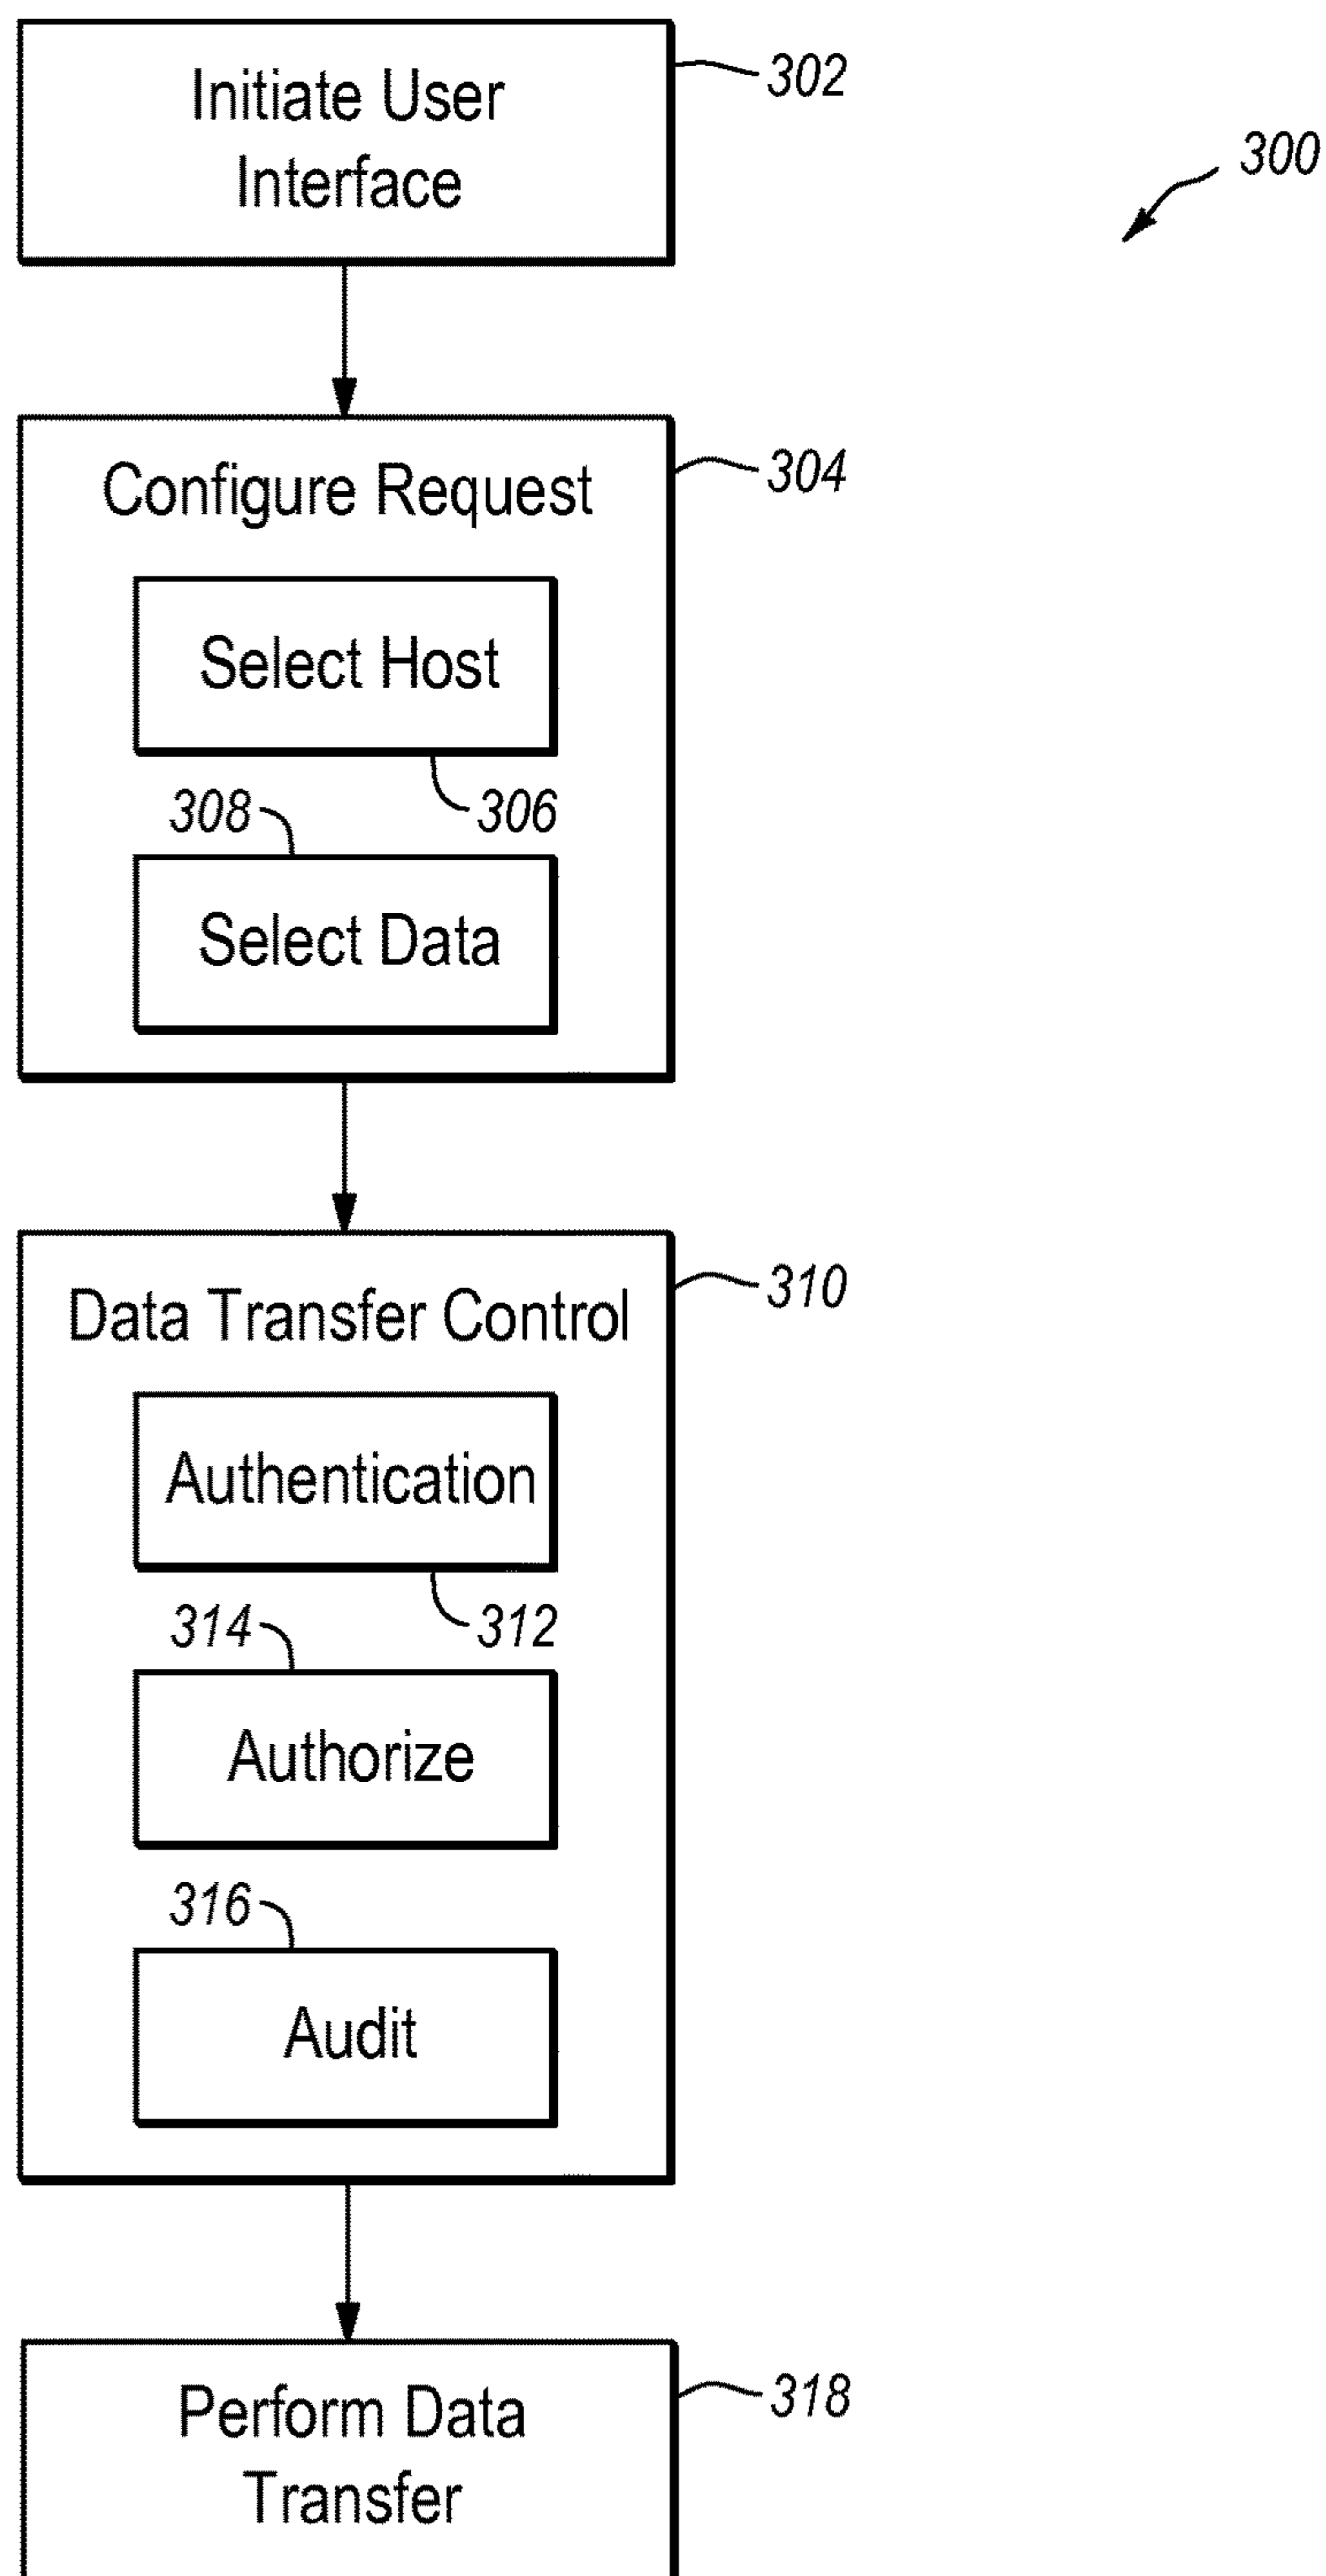 Initiate User
Interface
302
300
Configure Request
304
Select Host
306
308
Select Data
Data Transfer Control
310
Authentication
312
314
Authorize
316
Audit
Perform Data
Transfer
318